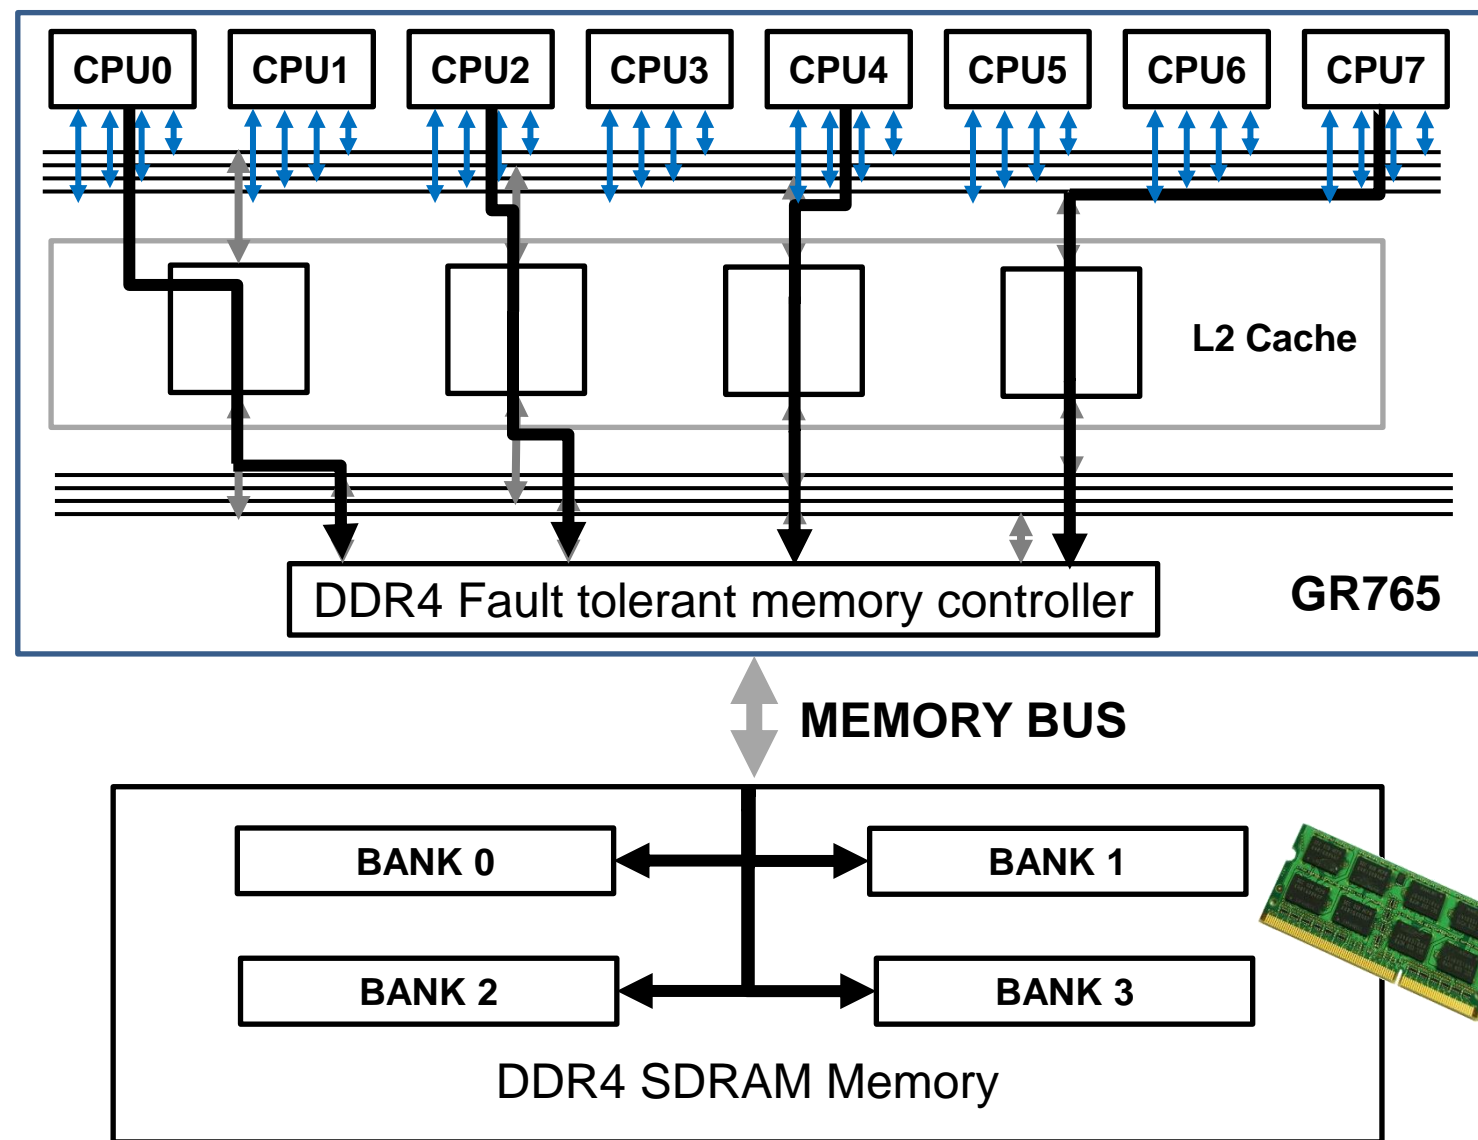 CPU0 CPU1 CPU2 CPU3 CPU4 CPU5 CPU6 CPU7
L2 Cache
DDR4 Fault tolerant memory controller
GR765
MEMORY BUS
BANK 0
BANK 1
BANK 2
BANK 3
DDR4 SDRAM Memory